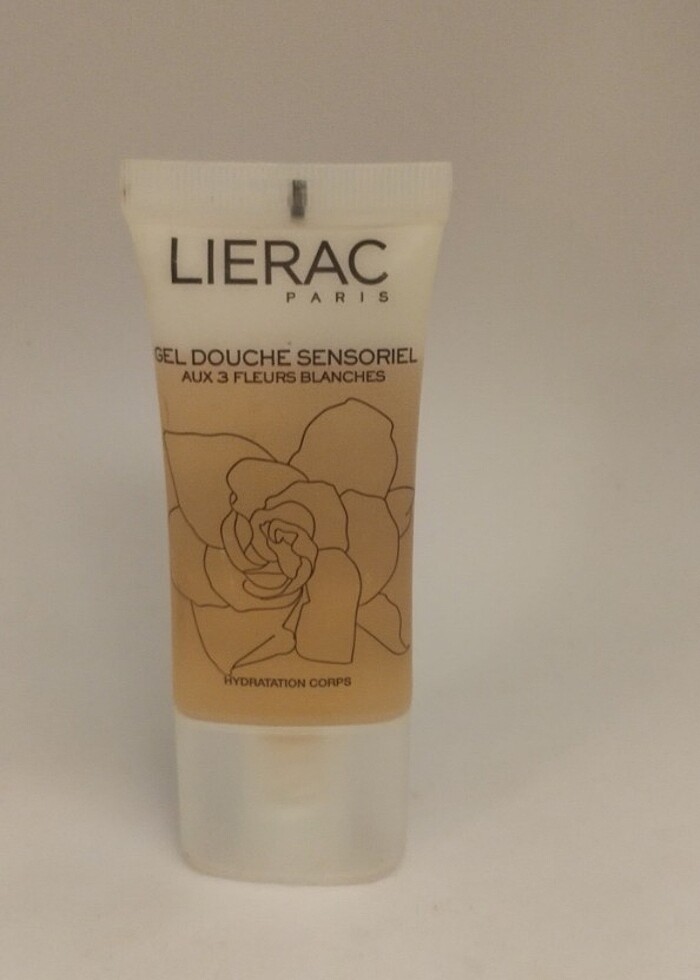 LIERAC
PARIS
GEL DOUCHE SENSORIEL
AUX 3 FLEURS BLANCHES
HYDRATATION CORPS